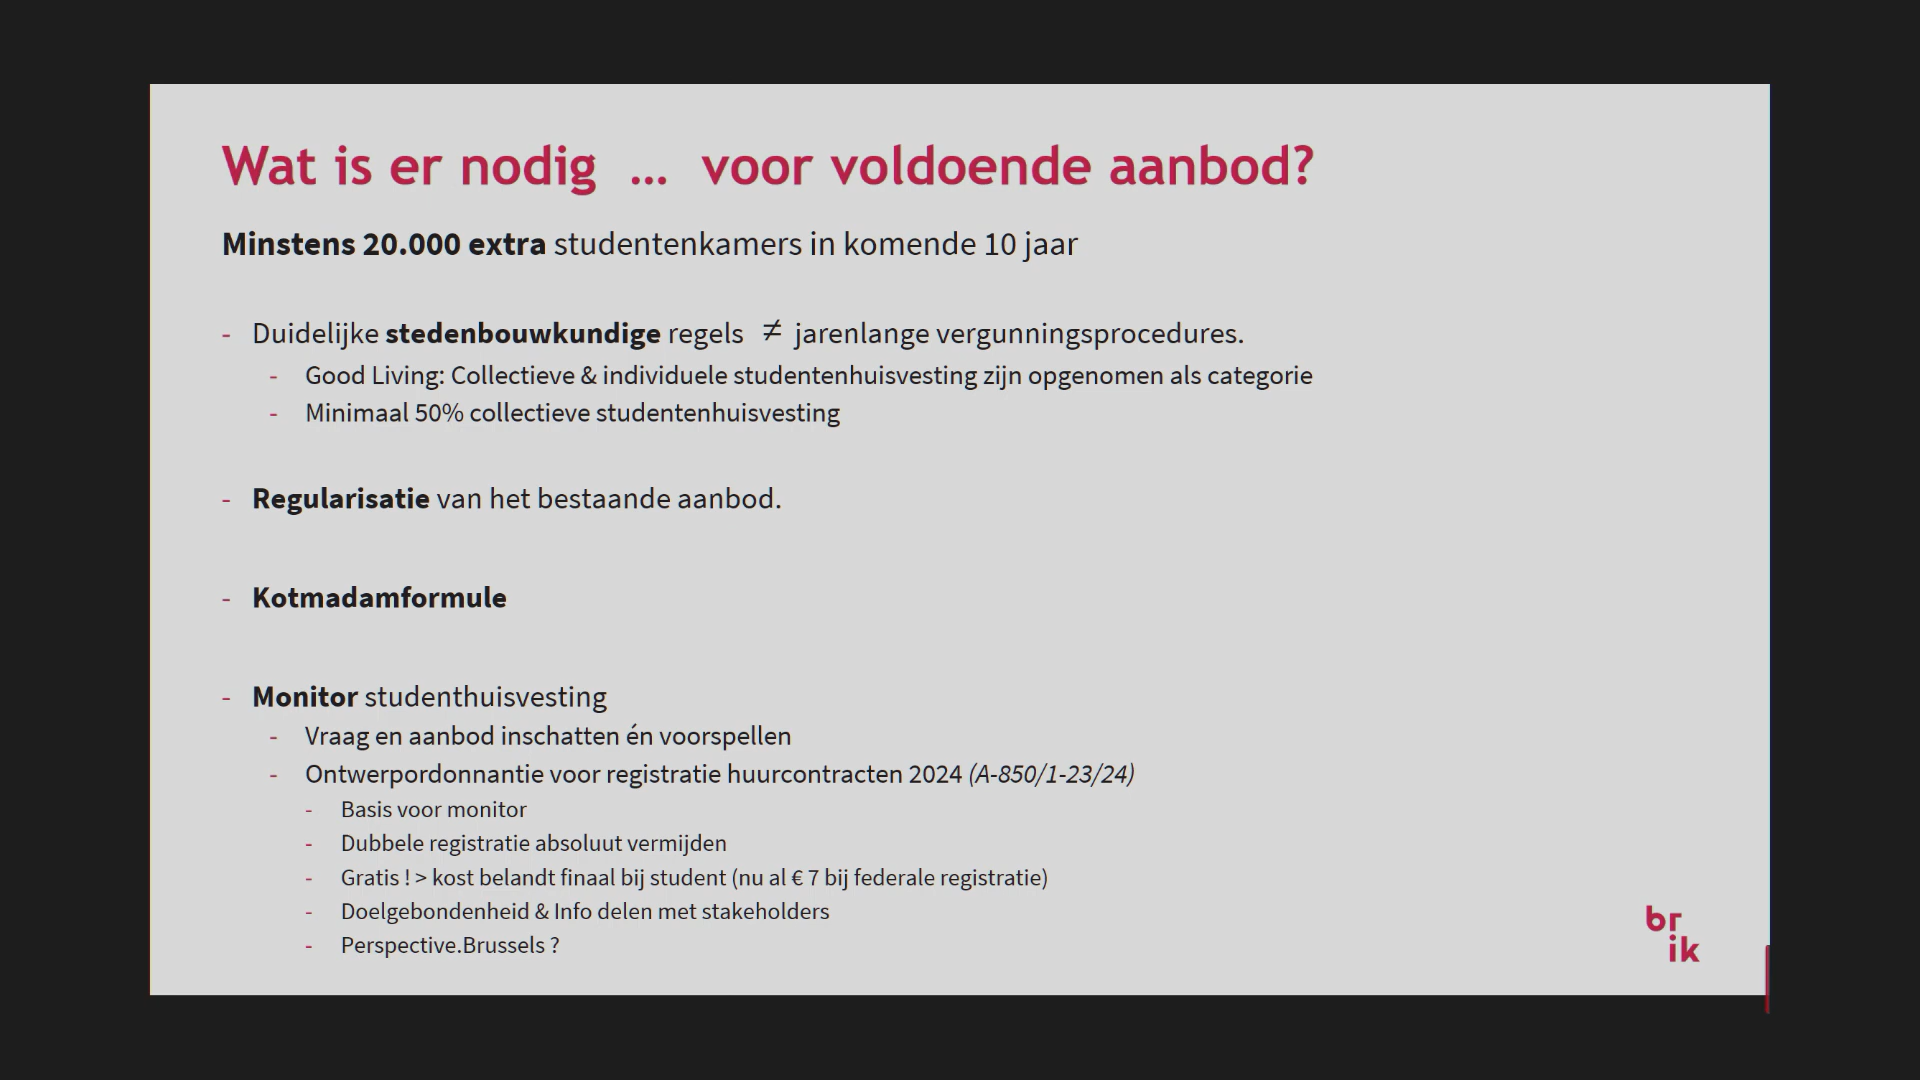 Wat is er nodig ... voor voldoende aanbod?
Minstens 20.000 extra studentenkamers in komende 10 jaar
- Duidelijke stedenbouwkundige regels ≠ jarenlange vergunningsprocedures.
- Good Living: Collectieve & individuele studentenhuisvesting zijn opgenomen als categorie
- Minimaal 50% collectieve studentenhuisvesting
- Regularisatie van het bestaande aanbod.
- Kotmadamformule
- Monitor studenthuisvesting
- Vraag en aanbod inschatten én voorspellen
- Ontwerpordonnantie voor registratie huurcontracten 2024 (A-850/1-23/24)
- Basis voor monitor
- Dubbele registratie absoluut vermijden
- Gratis ! > kost belandt finaal bij student (nu al € 7 bij federale registratie)
- Doelgebondenheid & Info delen met stakeholders
- Perspective.Brussels ?
br
ik